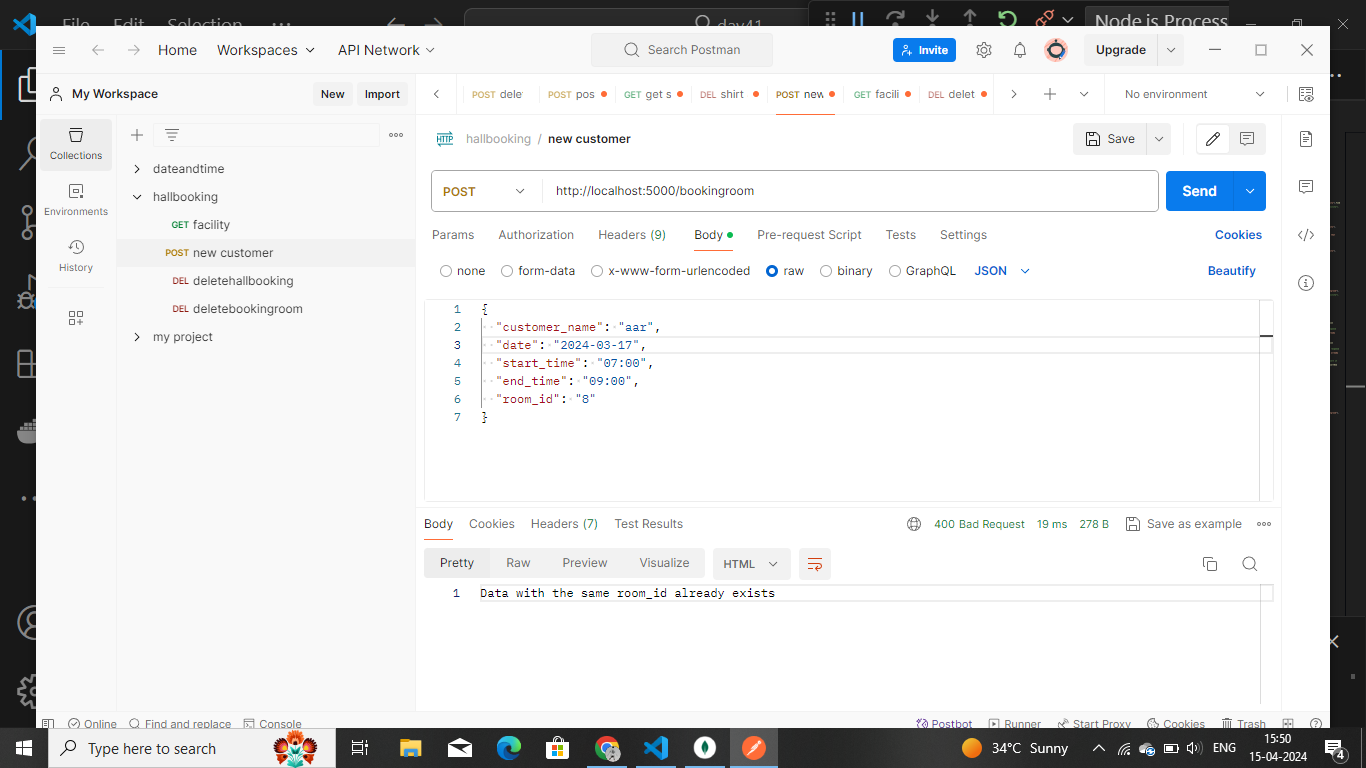 File Edit Selection ... day41 Node is Process
Home Workspaces API Network Search Postman Invite Upgrade
My Workspace New Import
POST dele POST pos GET get s DEL shirt POST new GET facili DEL delet No environment
Collections
Environments
History
dateandtime
hallbooking
GET facility
POST new customer
DEL deletehallbooking
DEL deletebookingroom
my project
HTTP hallbooking / new customer Save
POST http://localhost:5000/bookingroom Send
Params Authorization Headers (9) Body Pre-request Script Tests Settings Cookies
none form-data x-www-form-urlencoded raw binary GraphQL JSON Beautify
1 {
2 "customer_name": "aar",
3 "date": "2024-03-17",
4 "start_time": "07:00",
5 "end_time": "09:00",
6 "room_id": "8"
7 }
Body Cookies Headers (7) Test Results 400 Bad Request 19 ms 278 B Save as example
Pretty Raw Preview Visualize HTML
1 Data with the same room_id already exists
Online Find and replace Console Postbot Runner Start Proxy Cookies Trash
Type here to search 34°C Sunny ENG 15:50
15-04-2024 4